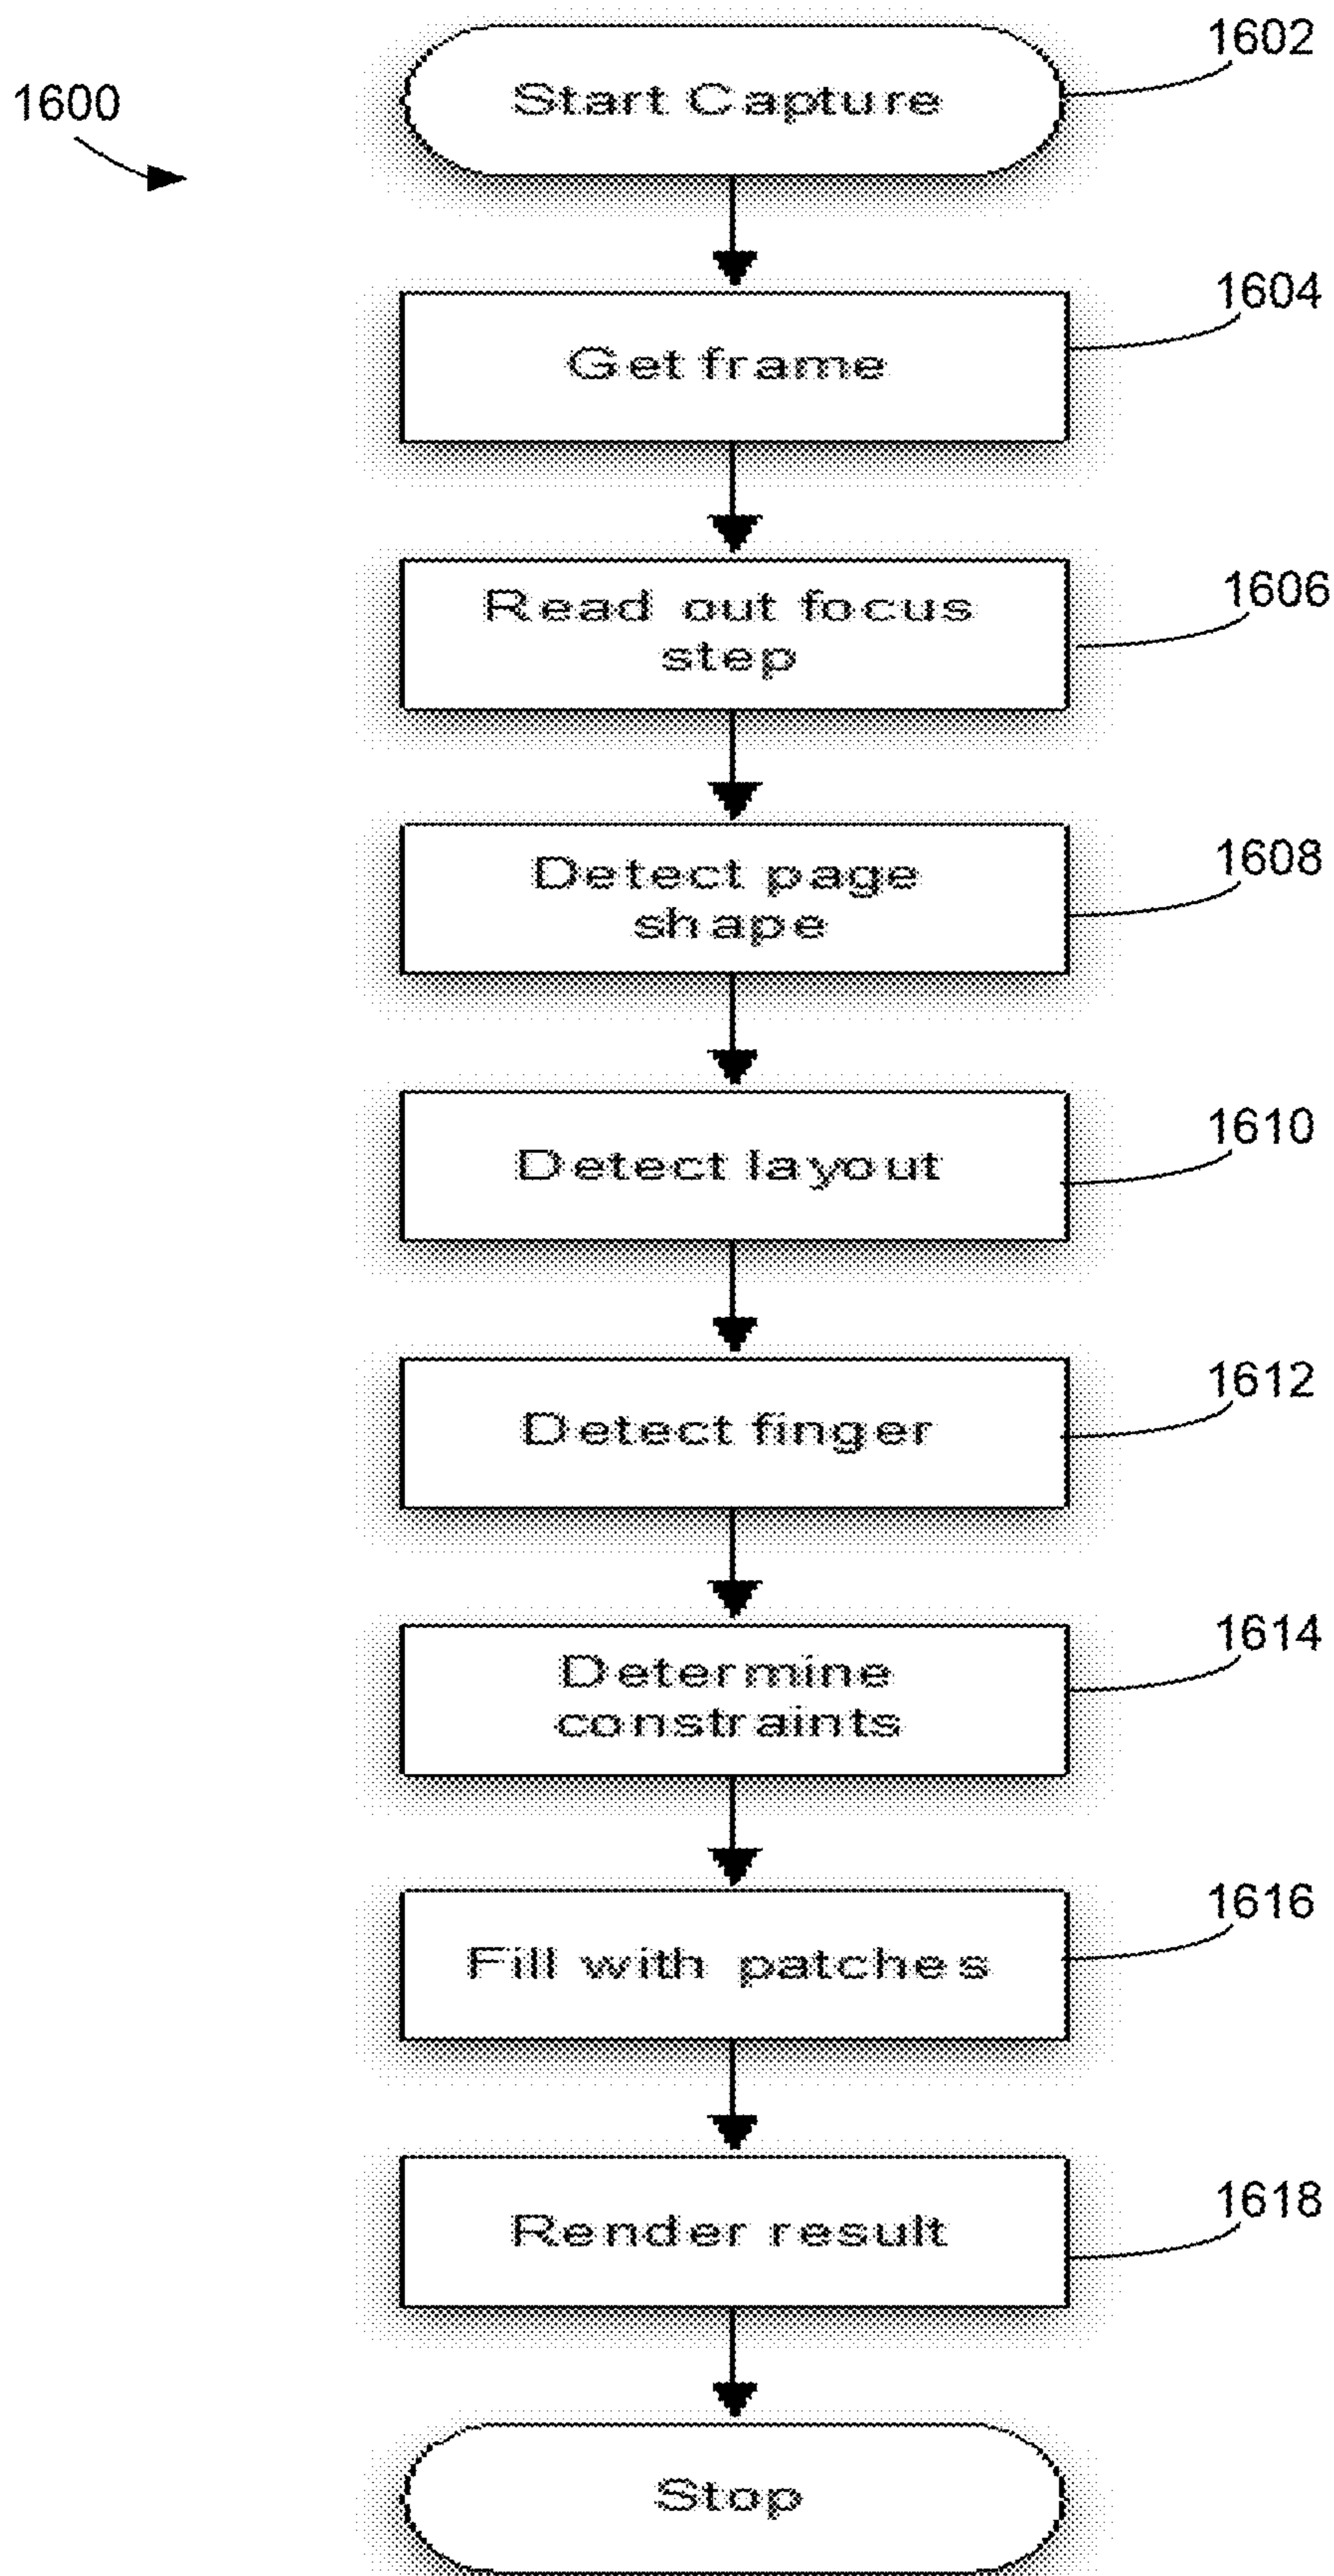 1600
Start Capture
1602
Get frame
1604
Read out focus
step
1606
Detect page
shape
1608
Detect layout
1610
Detect finger
1612
Determine
constraints
1614
Fill with patches
1616
Render result
1618
Stop